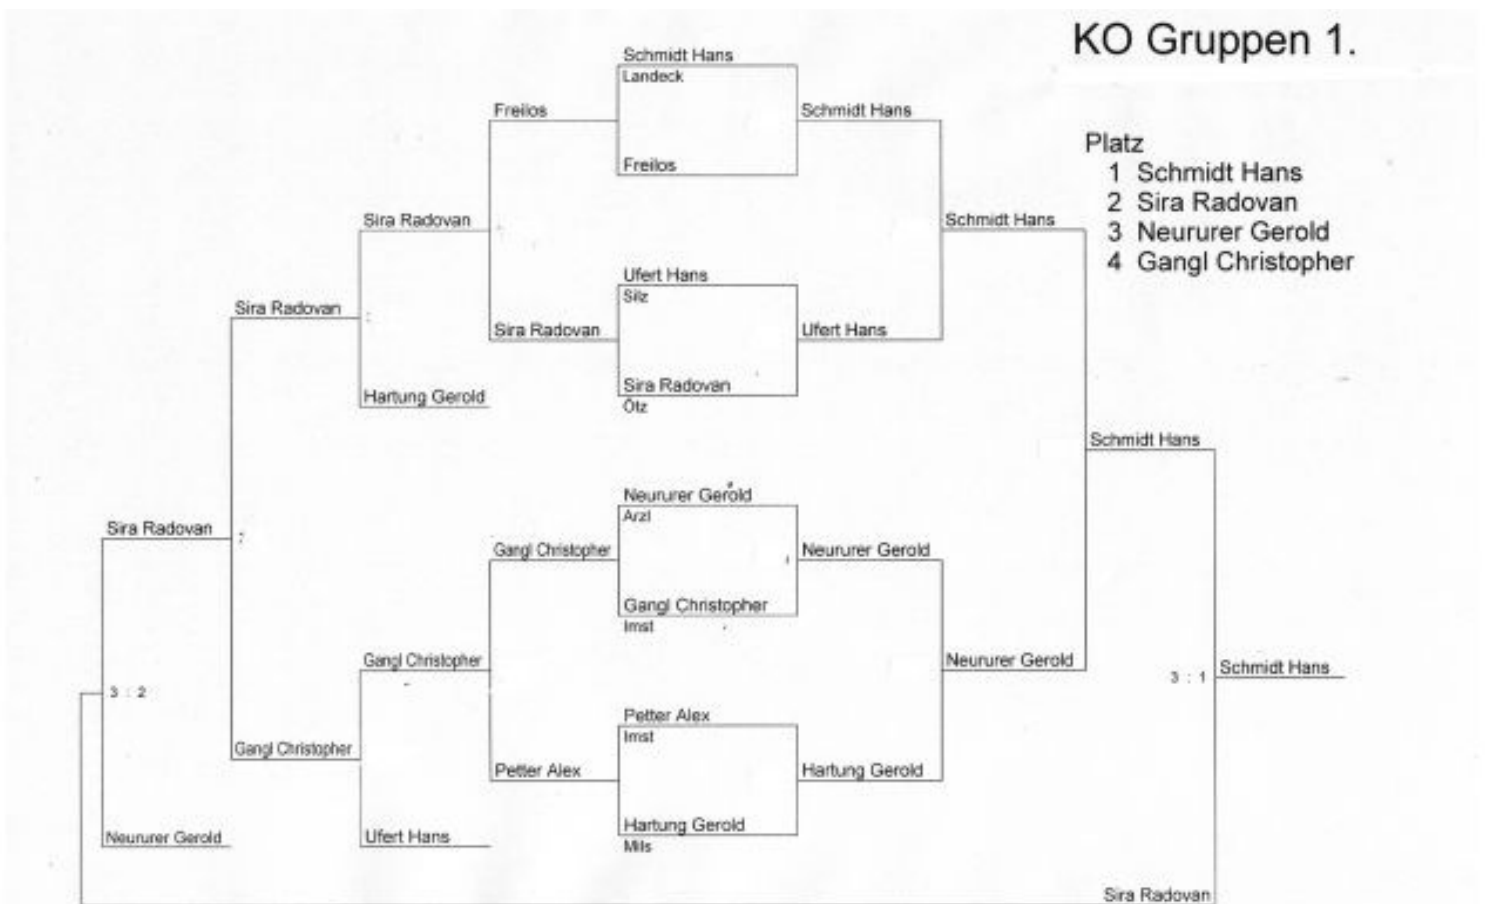 KO Gruppen 1.
Schmidt Hans
Landeck
Freilos
Schmidt Hans
Freilos
Platz
1 Schmidt Hans
2 Sira Radovan
3 Neururer Gerold
4 Gangl Christopher
Sira Radovan
Schmidt Hans
Ufert Hans
Silz
Sira Radovan
Sira Radovan
Ufert Hans
Sira Radovan
Ötz
Hartung Gerold
Schmidt Hans
Neururer Gerold
Arzl
Sira Radovan
Gangl Christopher
Neururer Gerold
Gangl Christopher
Imst
Gangl Christopher
Neururer Gerold
3 : 1
Schmidt Hans
3 : 2
Petter Alex
Imst
Gangl Christopher
Petter Alex
Hartung Gerold
Hartung Gerold
Mils
Neururer Gerold
Ufert Hans
Sira Radovan